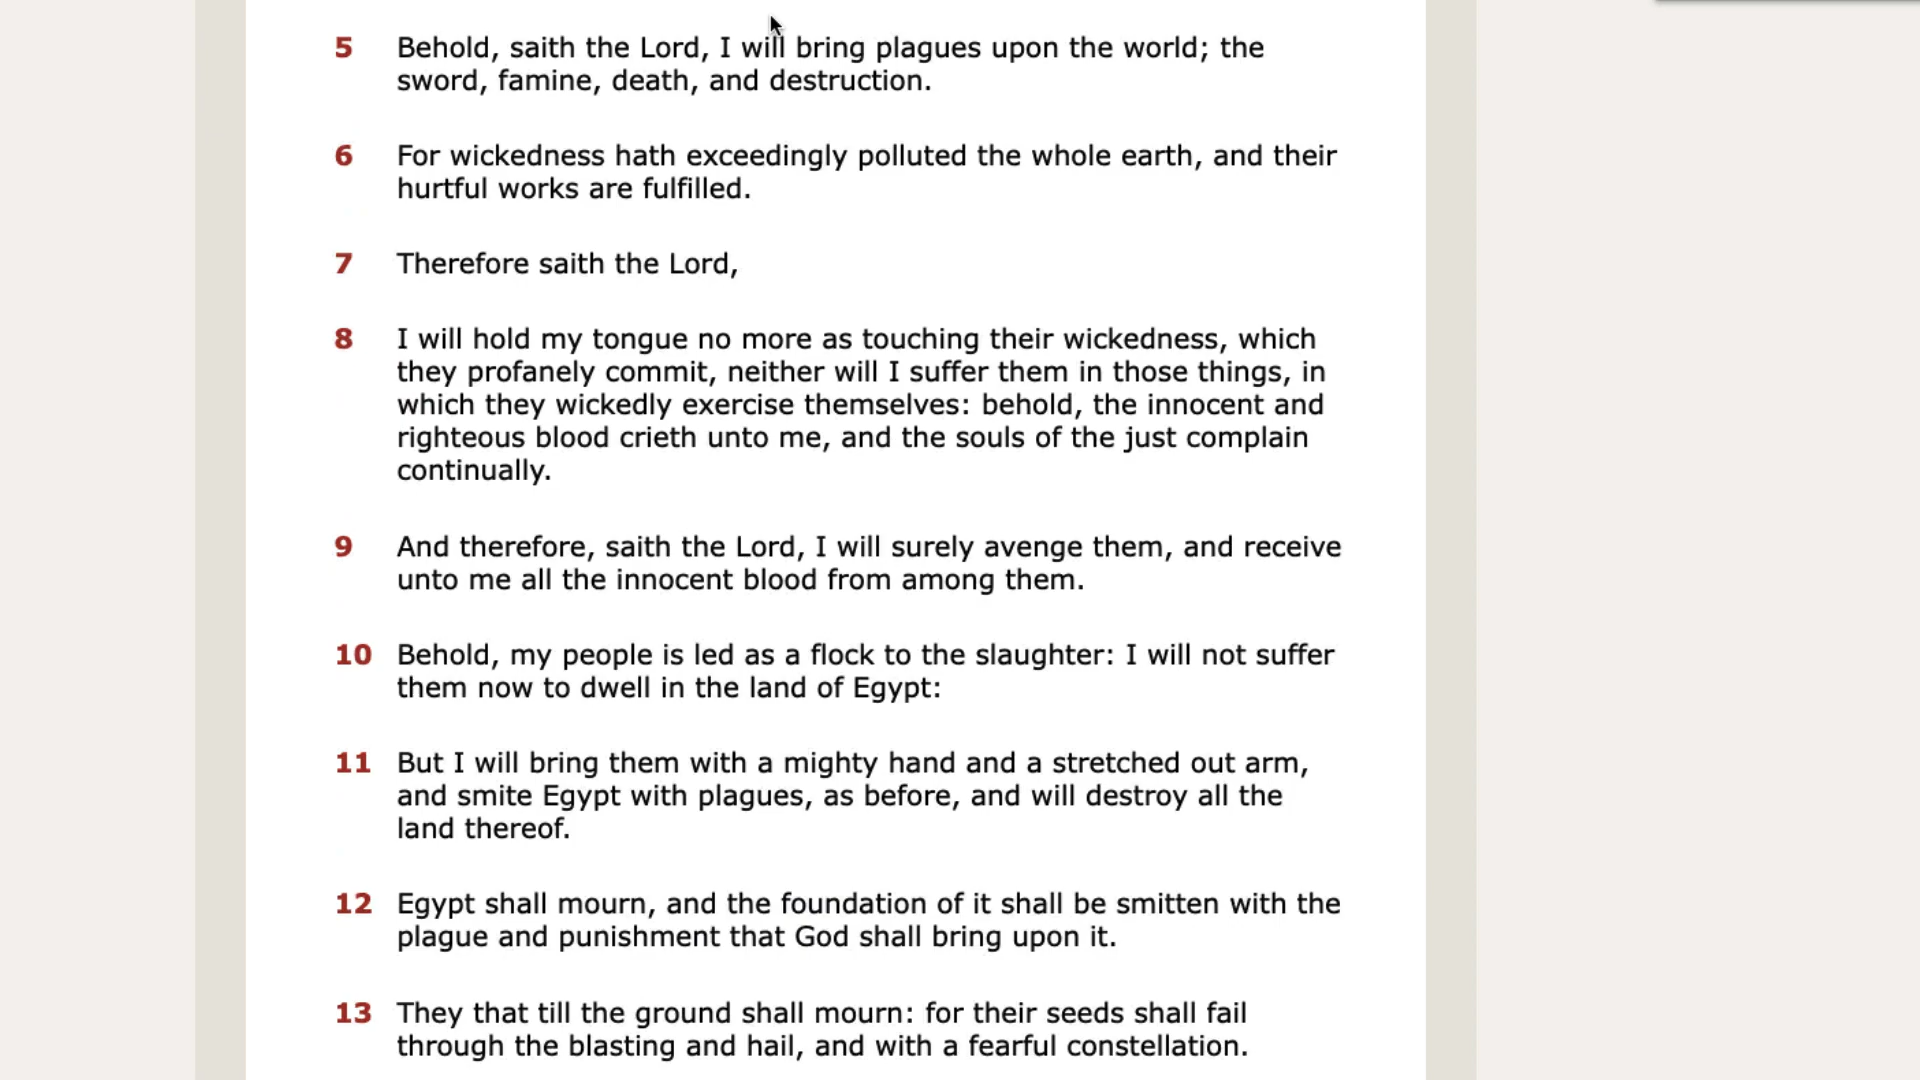 5 Behold, saith the Lord, I will bring plagues upon the world; the
sword, famine, death, and destruction.
6 For wickedness hath exceedingly polluted the whole earth, and their
hurtful works are fulfilled.
7 Therefore saith the Lord,
8 I will hold my tongue no more as touching their wickedness, which
they profanely commit, neither will I suffer them in those things, in
which they wickedly exercise themselves: behold, the innocent and
righteous blood crieth unto me, and the souls of the just complain
continually.
9 And therefore, saith the Lord, I will surely avenge them, and receive
unto me all the innocent blood from among them.
10 Behold, my people is led as a flock to the slaughter: I will not suffer
them now to dwell in the land of Egypt:
11 But I will bring them with a mighty hand and a stretched out arm,
and smite Egypt with plagues, as before, and will destroy all the
land thereof.
12 Egypt shall mourn, and the foundation of it shall be smitten with the
plague and punishment that God shall bring upon it.
13 They that till the ground shall mourn: for their seeds shall fail
through the blasting and hail, and with a fearful constellation.